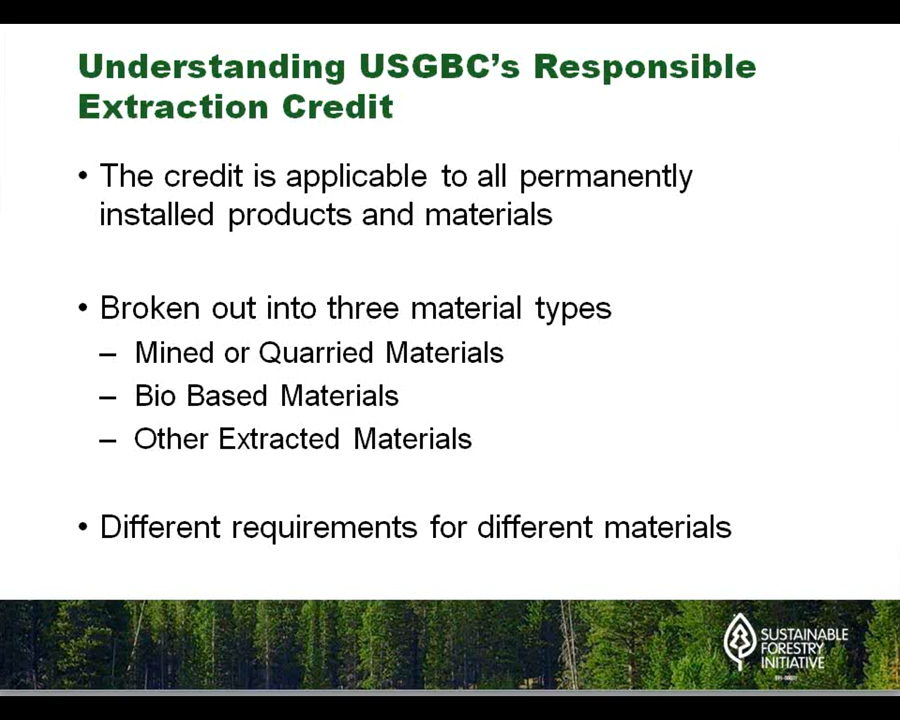 Understanding USGBC’s Responsible
Extraction Credit
• The credit is applicable to all permanently
installed products and materials
• Broken out into three material types
– Mined or Quarried Materials
– Bio Based Materials
– Other Extracted Materials
• Different requirements for different materials
SUSTAINABLE
FORESTRY
INITIATIVE